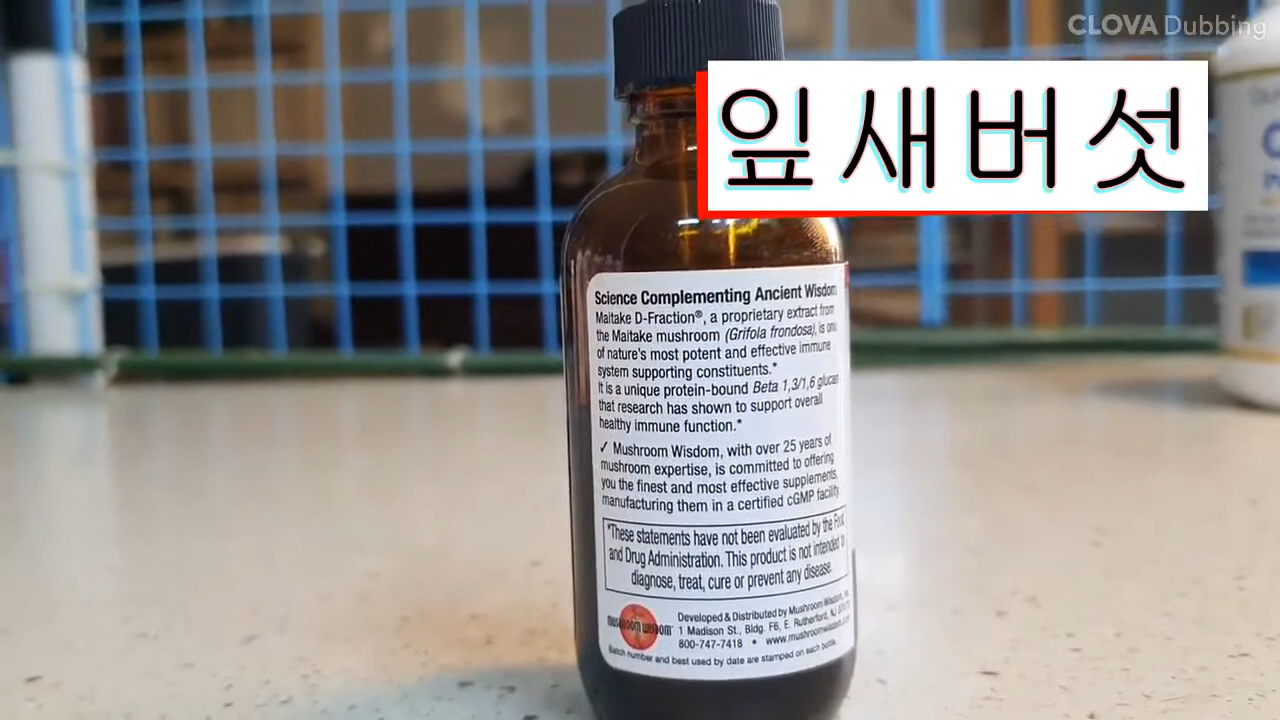 CLOVA Dubbing
잎새버섯
Science Complementing Ancient Wisdom
Maitake D-Fraction®, a proprietary extract from
the Maitake mushroom (Grifola frondosa), is one
of nature's most potent and effective immune
system supporting constituents.*
It is a unique protein-bound Beta 1,3/1,6 glucan
that research has shown to support overall
healthy immune function.*
✓ Mushroom Wisdom, with over 25 years of
mushroom expertise, is committed to offering
you the finest and most effective supplements,
manufacturing them in a certified cGMP facility.
*These statements have not been evaluated by the Food
and Drug Administration. This product is not intended to
diagnose, treat, cure or prevent any disease.
MUSHROOM WISDOM
Developed & Distributed by Mushroom Wisdom,
1 Madison St., Bldg. F6, E. Rutherford, NJ
800-747-7418 • www.mushroomwisdom.com
Batch number and best used by date are stamped on each bottle.